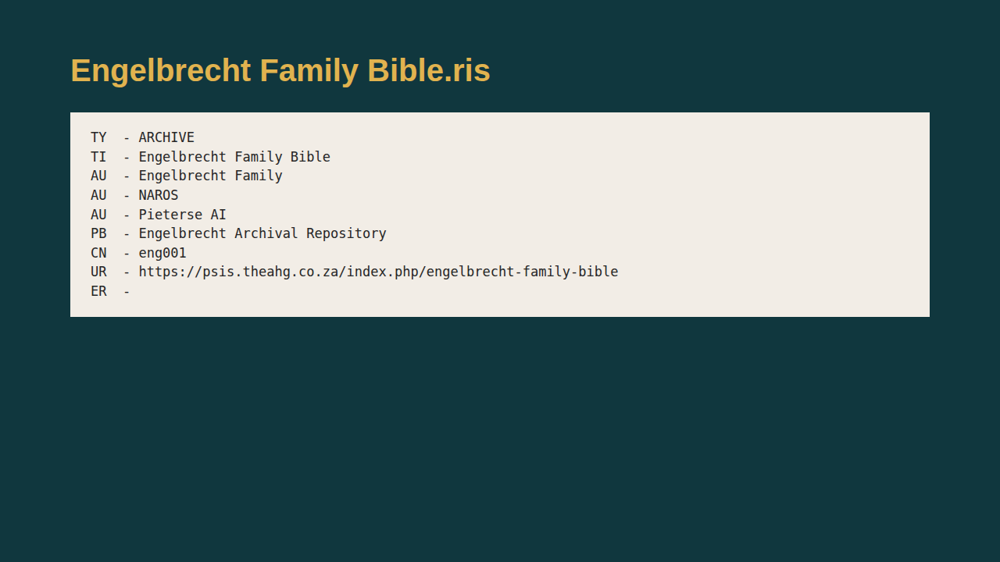 Engelbrecht Family Bible.ris
TY  - ARCHIVE
TI  - Engelbrecht Family Bible
AU  - Engelbrecht Family
AU  - NAROS
AU  - Pieterse AI
PB  - Engelbrecht Archival Repository
CN  - eng001
UR  - https://psis.theahg.co.za/index.php/engelbrecht-family-bible
ER  -